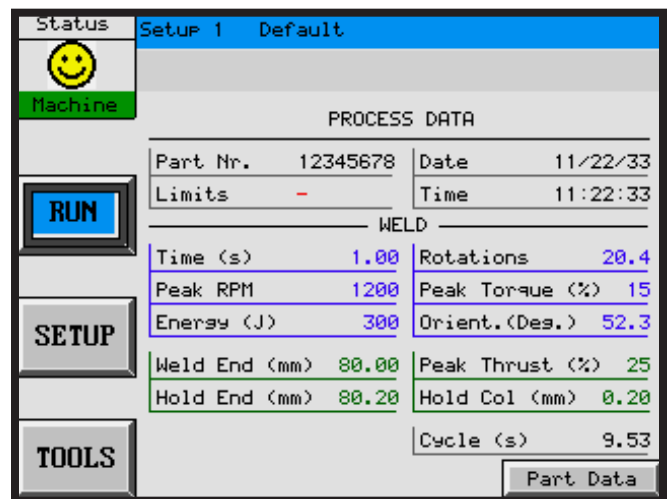 Status
Setup 1 Default
Machine
PROCESS DATA
Part Nr. 12345678 Date 11/22/33
Limits - Time 11:22:33
RUN
WELD
Time (s) 1.00 Rotations 20.4
Peak RPM 1200 Peak Torque (%) 15
Energy (J) 300 Orient.(Deg.) 52.3
SETUP
Weld End (mm) 80.00 Peak Thrust (%) 25
Hold End (mm) 80.20 Hold Col (mm) 0.20
Cycle (s) 9.53
TOOLS
Part Data